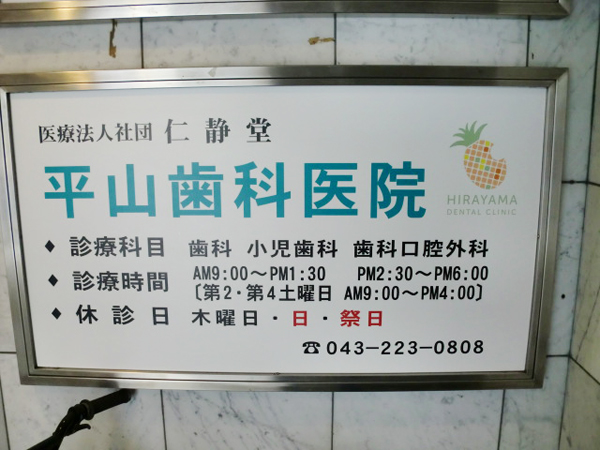 医療法人社団 仁静堂
平山歯科医院
HIRAYAMA
DENTAL CLINIC
◆ 診療科目 歯科 小児歯科 歯科口腔外科
◆ 診療時間 AM9:00〜PM1:30 PM2:30〜PM6:00
〔第2・第4土曜日 AM9:00〜PM4:00〕
◆ 休診日 木曜日・日・祭日
☎043−223−0808